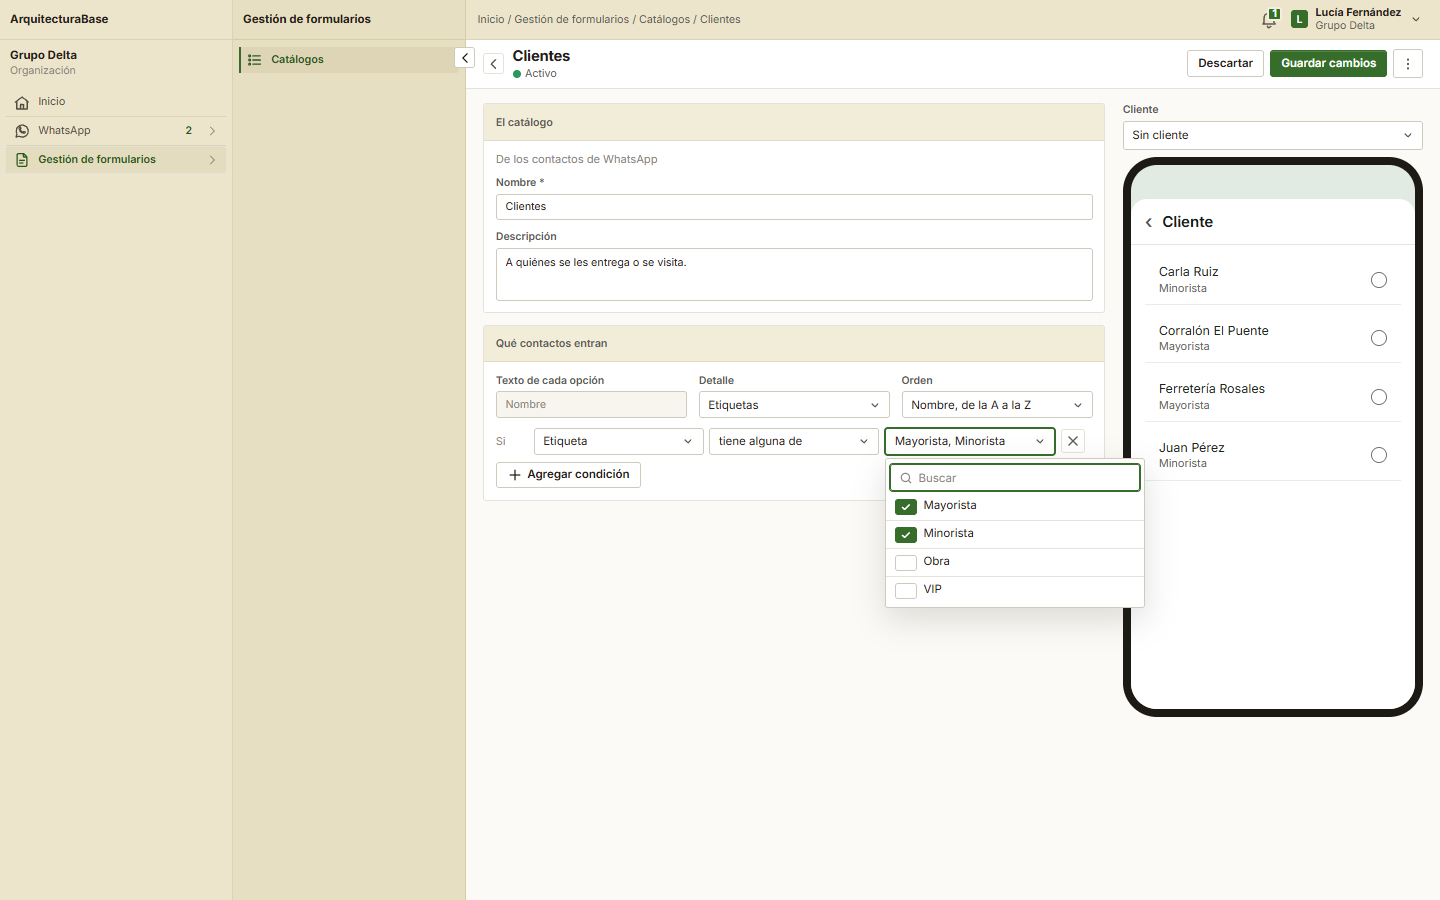 ArquitecturaBase
Gestión de formularios
Inicio / Gestión de formularios / Catálogos / Clientes
1
L
Lucía Fernández
Grupo Delta
Grupo Delta
Organización
Inicio
WhatsApp 2
Gestión de formularios
Catálogos
Clientes
Activo
Descartar
Guardar cambios
El catálogo
De los contactos de WhatsApp
Nombre *
Clientes
Descripción
A quiénes se les entrega o se visita.
Qué contactos entran
Texto de cada opción Detalle Orden
Nombre Etiquetas Nombre, de la A a la Z
Si Etiqueta tiene alguna de Mayorista, Minorista
Agregar condición
Buscar
Mayorista
Minorista
Obra
VIP
Cliente
Sin cliente
Cliente
Carla Ruiz
Minorista
Corralón El Puente
Mayorista
Ferretería Rosales
Mayorista
Juan Pérez
Minorista